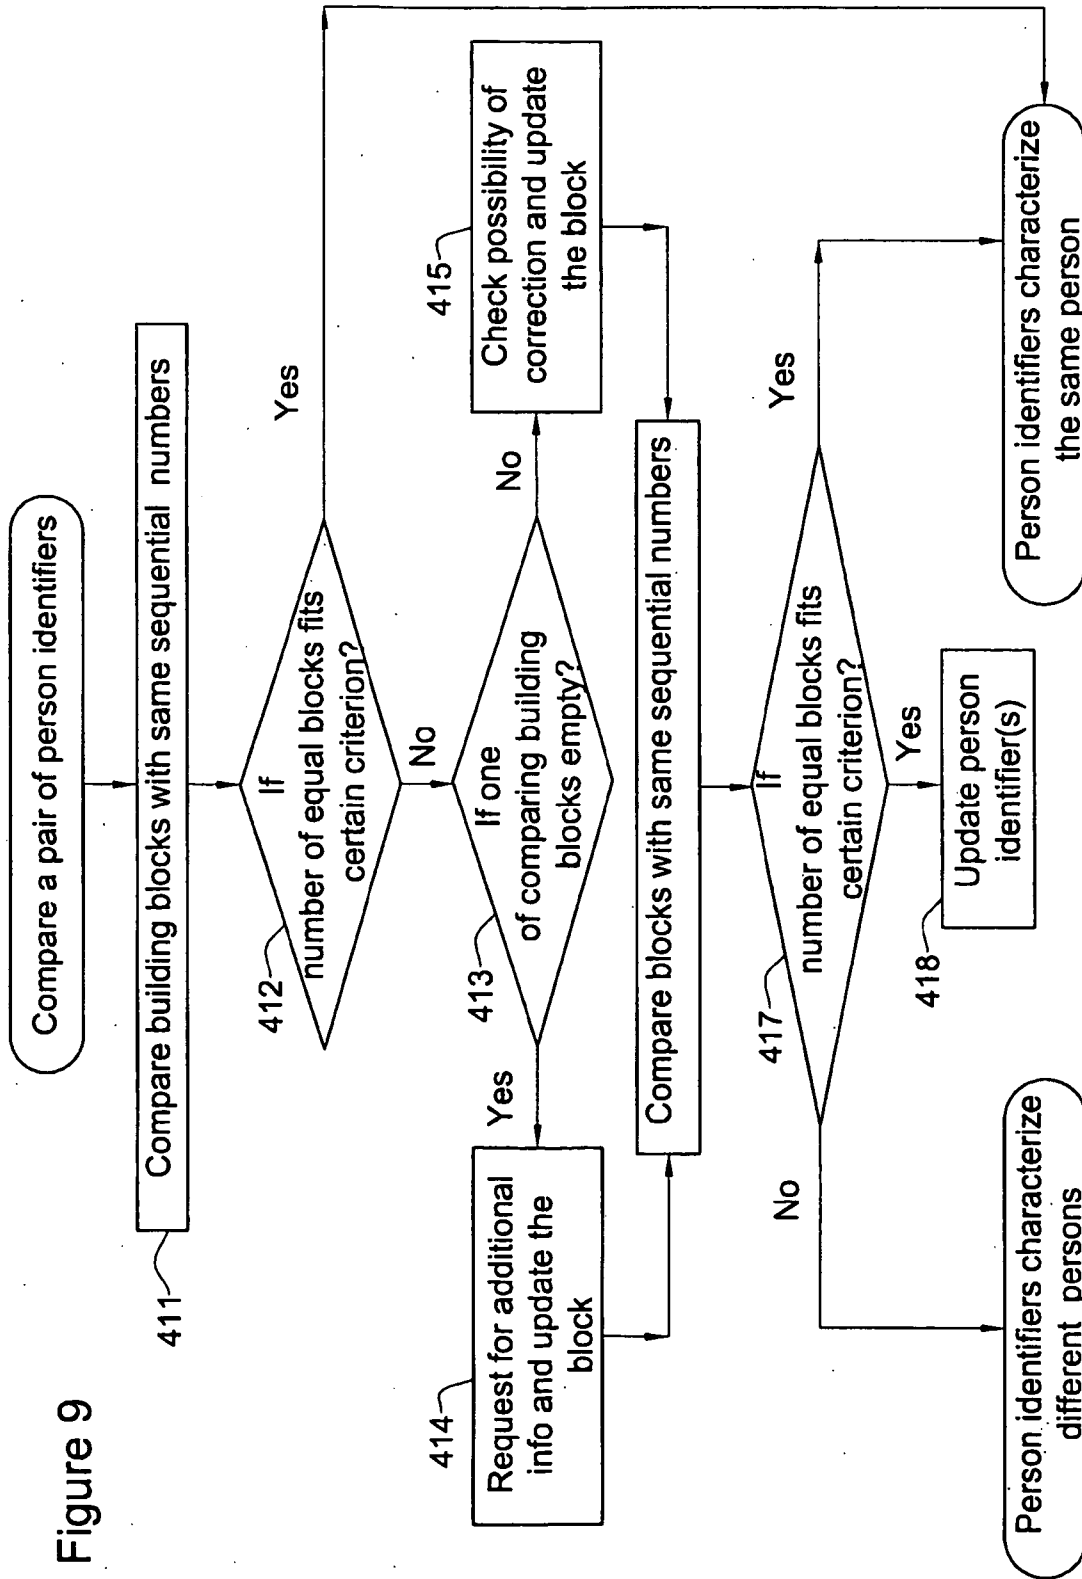 Figure 9
Compare a pair of person identifiers
Compare building blocks with same sequential numbers
411
If
number of equal blocks fits
certain criterion?
412
Yes
No
If one
of comparing building
blocks empty?
413
Yes
No
Request for additional
info and update the
block
414
Check possibility of
correction and update
the block
415
Compare blocks with same sequential numbers
If
number of equal blocks fits
certain criterion?
417
No
Yes
Yes
Update person
identifier(s)
418
Person identifiers characterize
different persons
Person identifiers characterize
the same person